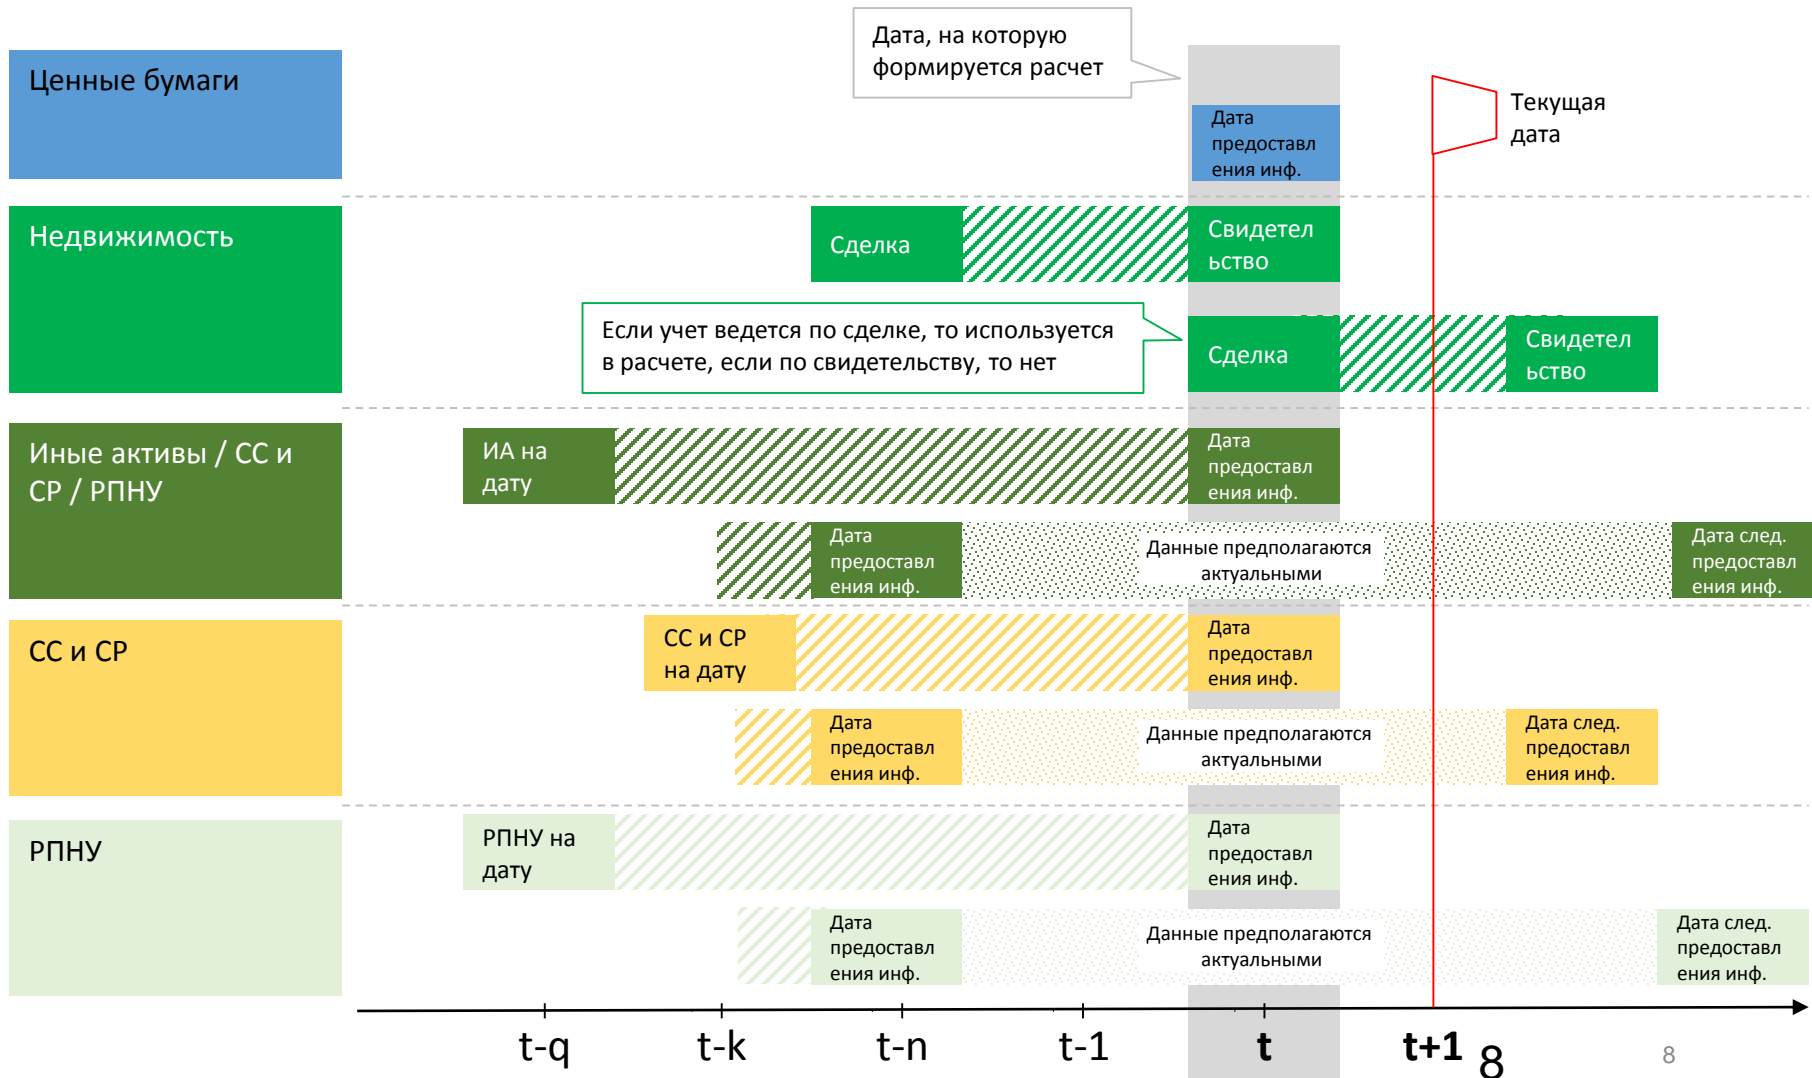 Дата, на которую
формируется расчет
Ценные бумаги
Текущая
дата
Дата
предоставл
ения инф.
Недвижимость
Сделка
Свидетел
ьство
Если учет ведется по сделке, то используется
в расчете, если по свидетельству, то нет
Сделка
Свидетел
ьство
Иные активы / СС и
СР / РПНУ
ИА на
дату
Дата
предоставл
ения инф.
Дата
предоставл
ения инф.
Данные предполагаются
актуальными
Дата след.
предоставл
ения инф.
СС и СР
СС и СР
на дату
Дата
предоставл
ения инф.
Дата
предоставл
ения инф.
Данные предполагаются
актуальными
Дата след.
предоставл
ения инф.
РПНУ
РПНУ на
дату
Дата
предоставл
ения инф.
Дата
предоставл
ения инф.
Данные предполагаются
актуальными
Дата след.
предоставл
ения инф.
t-q
t-k
t-n
t-1
t
t+1
8
8